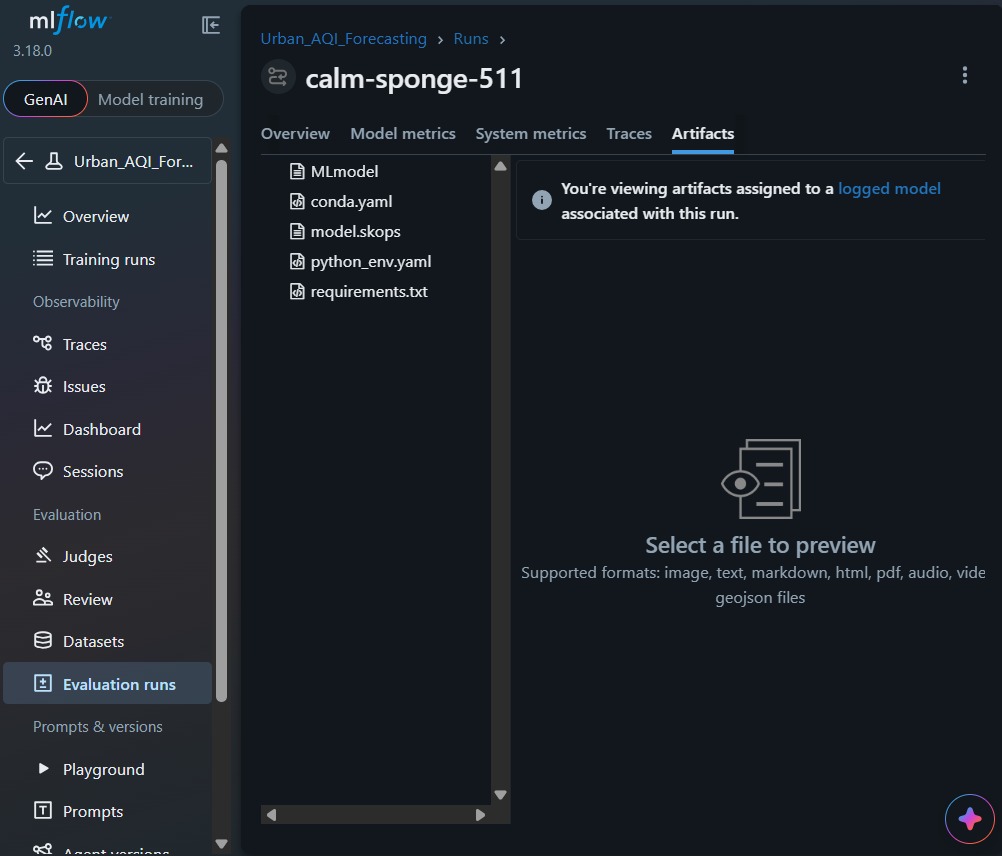 mlflow
3.18.0
GenAI
Model training
Urban_AQI_For...
Overview
Training runs
Observability
Traces
Issues
Dashboard
Sessions
Evaluation
Judges
Review
Datasets
Evaluation runs
Prompts & versions
Playground
Prompts
Agent versions
Urban_AQI_Forecasting › Runs ›
calm-sponge-511
Overview Model metrics System metrics Traces Artifacts
MLmodel
conda.yaml
model.skops
python_env.yaml
requirements.txt
You're viewing artifacts assigned to a logged model
associated with this run.
Select a file to preview
Supported formats: image, text, markdown, html, pdf, audio, vide
geojson files